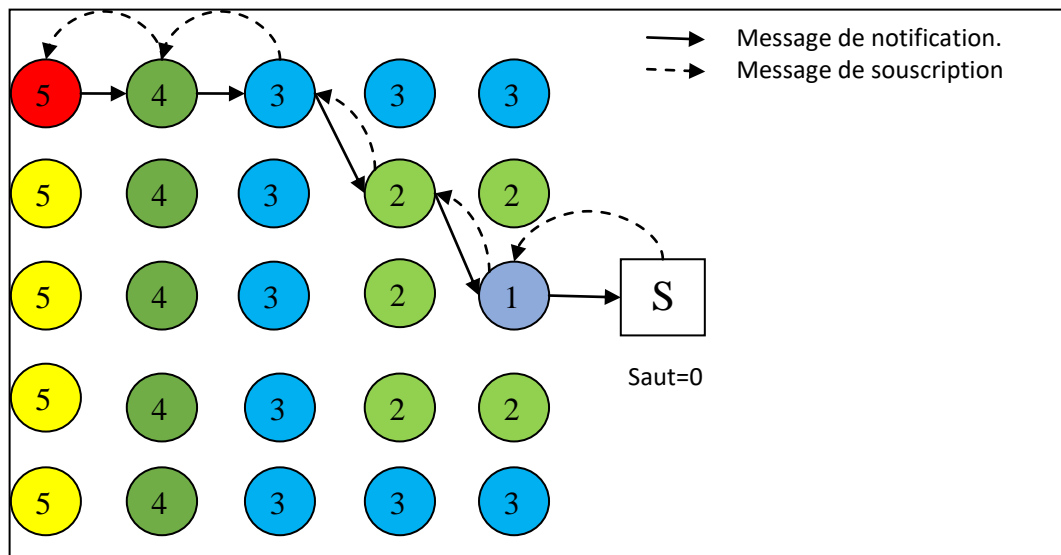 Message de notification.
Message de souscription
5 4 3 3 3
5 4 3 2 2
5 4 3 2 1 S
Saut=0
5 4 3 2 2
5 4 3 3 3